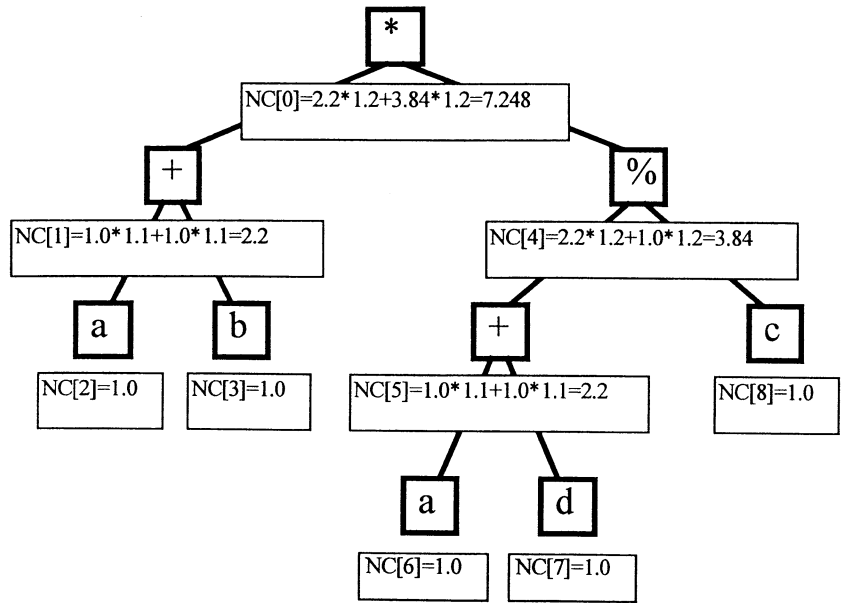 *
NC[0]=2.2*1.2+3.84*1.2=7.248
+
%
NC[1]=1.0*1.1+1.0*1.1=2.2
NC[4]=2.2*1.2+1.0*1.2=3.84
a
b
+
c
NC[2]=1.0
NC[3]=1.0
NC[5]=1.0*1.1+1.0*1.1=2.2
NC[8]=1.0
a
d
NC[6]=1.0
NC[7]=1.0